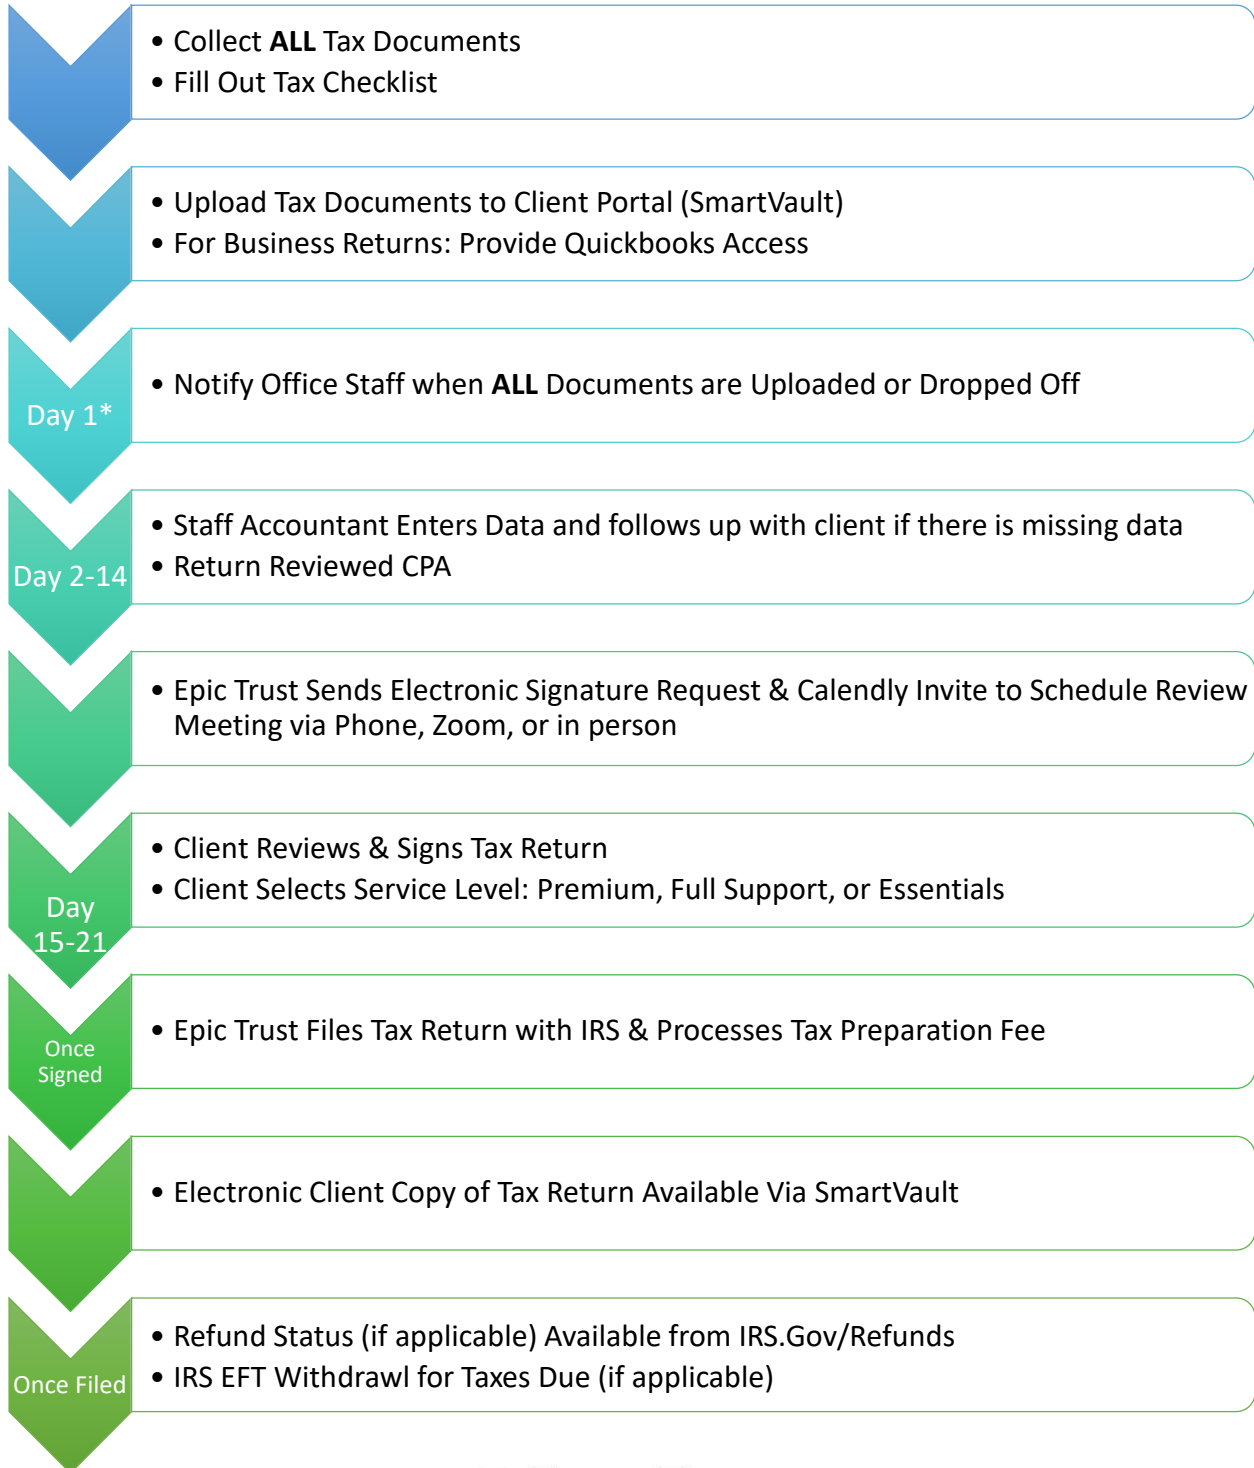 • Collect ALL Tax Documents
• Fill Out Tax Checklist
• Upload Tax Documents to Client Portal (SmartVault)
• For Business Returns: Provide Quickbooks Access
Day 1*
• Notify Office Staff when ALL Documents are Uploaded or Dropped Off
Day 2-14
• Staff Accountant Enters Data and follows up with client if there is missing data
• Return Reviewed CPA
• Epic Trust Sends Electronic Signature Request & Calendly Invite to Schedule Review
Meeting via Phone, Zoom, or in person
Day
15-21
• Client Reviews & Signs Tax Return
• Client Selects Service Level: Premium, Full Support, or Essentials
Once
Signed
• Epic Trust Files Tax Return with IRS & Processes Tax Preparation Fee
• Electronic Client Copy of Tax Return Available Via SmartVault
Once Filed
• Refund Status (if applicable) Available from IRS.Gov/Refunds
• IRS EFT Withdrawl for Taxes Due (if applicable)